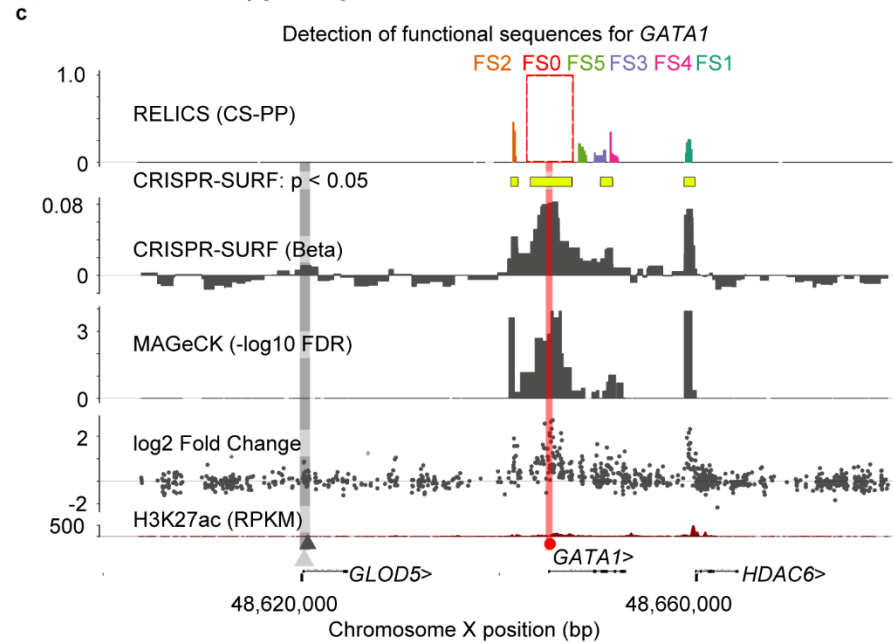 c
Detection of functional sequences for GATA1
FS2 FS0 FS5 FS3 FS4 FS1
1.0
RELICS (CS-PP)
0
CRISPR-SURF: p < 0.05
0.08
CRISPR-SURF (Beta)
0
3
MAGeCK (-log10 FDR)
0
2
log2 Fold Change
-2
H3K27ac (RPKM)
500
GLOD5>
GATA1>
HDAC6>
48,620,000
48,660,000
Chromosome X position (bp)